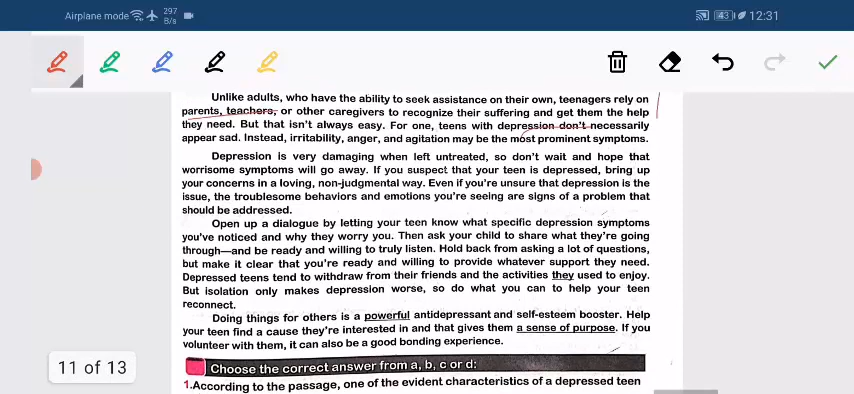 Airplane mode 297 B/s 43 12:31
Unlike adults, who have the ability to seek assistance on their own, teenagers rely on
parents, teachers, or other caregivers to recognize their suffering and get them the help
they need. But that isn't always easy. For one, teens with depression don't necessarily
appear sad. Instead, irritability, anger, and agitation may be the most prominent symptoms.
Depression is very damaging when left untreated, so don't wait and hope that
worrisome symptoms will go away. If you suspect that your teen is depressed, bring up
your concerns in a loving, non-judgmental way. Even if you're unsure that depression is the
issue, the troublesome behaviors and emotions you're seeing are signs of a problem that
should be addressed.
Open up a dialogue by letting your teen know what specific depression symptoms
you've noticed and why they worry you. Then ask your child to share what they're going
through—and be ready and willing to truly listen. Hold back from asking a lot of questions,
but make it clear that you're ready and willing to provide whatever support they need.
Depressed teens tend to withdraw from their friends and the activities they used to enjoy.
But isolation only makes depression worse, so do what you can to help your teen
reconnect.
Doing things for others is a powerful antidepressant and self-esteem booster. Help
your teen find a cause they're interested in and that gives them a sense of purpose. If you
volunteer with them, it can also be a good bonding experience.
11 of 13
Choose the correct answer from a, b, c or d:
1.According to the passage, one of the evident characteristics of a depressed teen